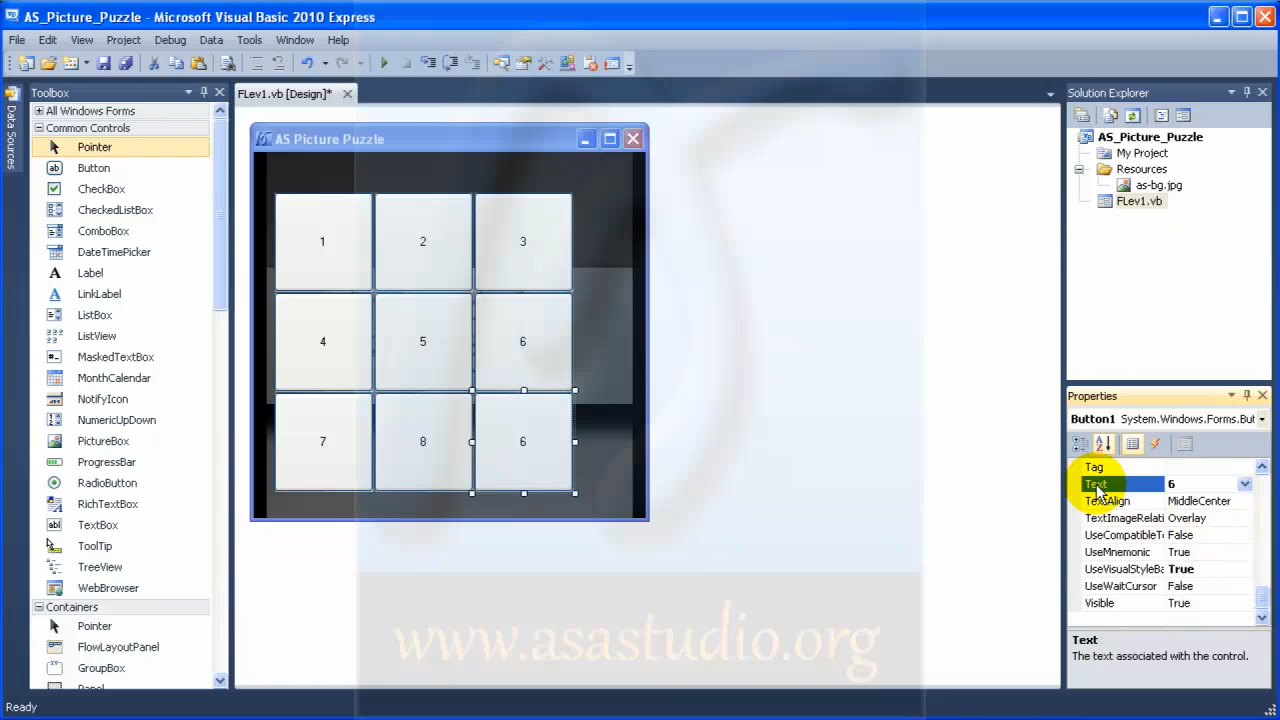 AS_Picture_Puzzle - Microsoft Visual Basic 2010 Express
File Edit View Project Debug Data Tools Window Help
Data Sources
Toolbox
All Windows Forms
Common Controls
Pointer
Button
CheckBox
CheckedListBox
ComboBox
DateTimePicker
Label
LinkLabel
ListBox
ListView
MaskedTextBox
MonthCalendar
NotifyIcon
NumericUpDown
PictureBox
ProgressBar
RadioButton
RichTextBox
TextBox
ToolTip
TreeView
WebBrowser
Containers
Pointer
FlowLayoutPanel
GroupBox
Panel
FLev1.vb [Design]*
AS Picture Puzzle
1 2 3
4 5 6
7 8 6
www.asastudio.org
Solution Explorer
AS_Picture_Puzzle
My Project
Resources
as-bg.jpg
FLev1.vb
Properties
Button1 System.Windows.Forms.But
Tag
Text 6
TextAlign MiddleCenter
TextImageRelati Overlay
UseCompatibleTe False
UseMnemonic True
UseVisualStyleBa True
UseWaitCursor False
Visible True
Text
The text associated with the control.
Ready